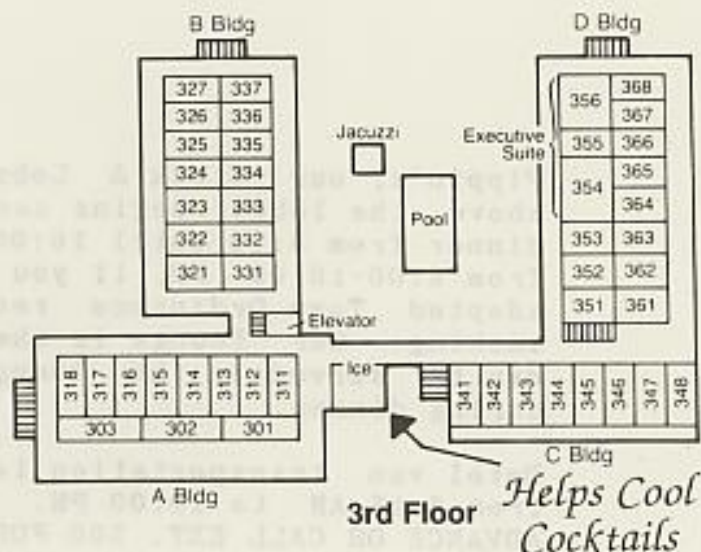 B Bldg
D Bldg
327 337
326 336
325 335
324 334
323 333
322 332
321 331
Jacuzzi
Pool
Executive
Suite
356 368
367
355 366
354 365
364
353 363
352 362
351 361
Elevator
Ice
318 317 316 315 314 313 312 311
303 302 301
341 342 343 344 345 346 347 348
A Bldg
C Bldg
3rd Floor
Helps Cool
Cocktails